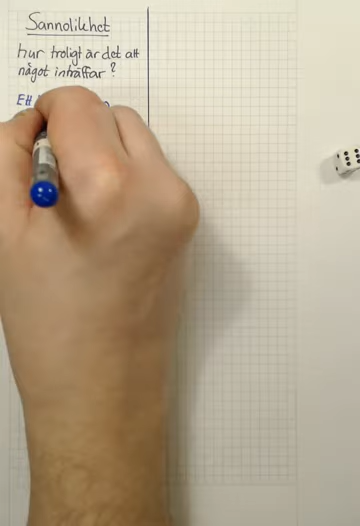 Sannolikhet
hur troligt är det att
något inträffar?
Ett